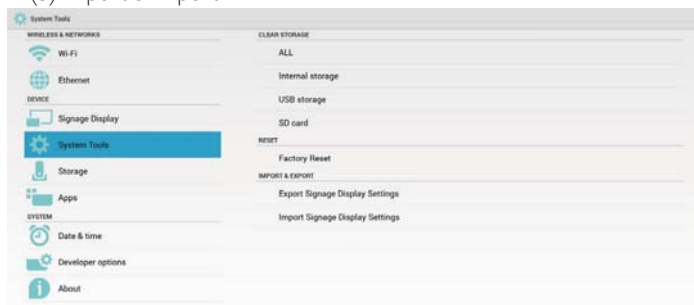 System Tools
WIRELESS & NETWORKS
Wi-Fi
Ethernet
DEVICE
Signage Display
System Tools
Storage
Apps
SYSTEM
Date & time
Developer options
About
CLEAR STORAGE
ALL
Internal storage
USB storage
SD card
RESET
Factory Reset
IMPORT & EXPORT
Export Signage Display Settings
Import Signage Display Settings